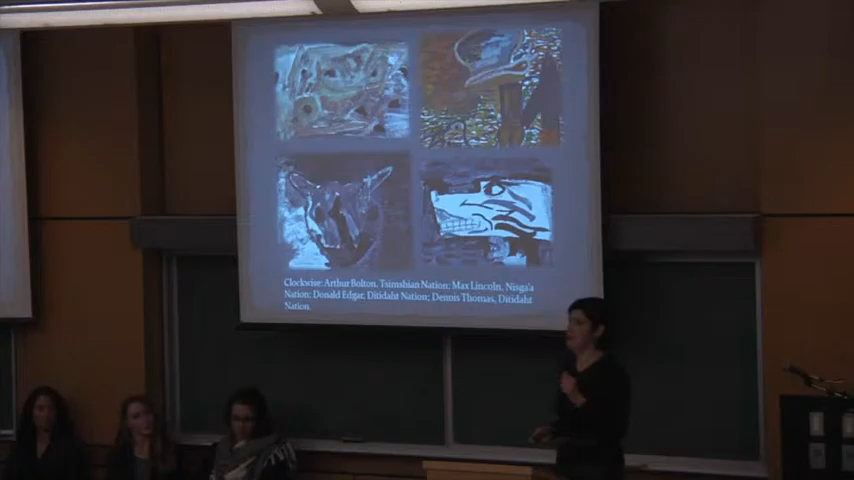 Clockwise: Arthur Bolton, Tsimshian Nation; Max Lincoln, Nisga'a
Nation; Donald Edgar, Ditidaht Nation; Dennis Thomas, Ditidaht
Nation.